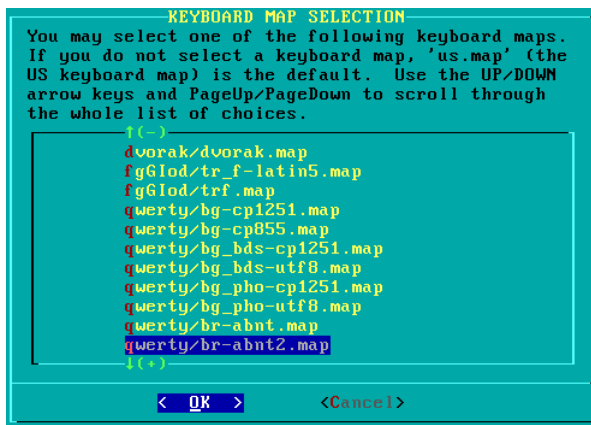 KEYBOARD MAP SELECTION
You may select one of the following keyboard maps.
If you do not select a keyboard map, 'us.map' (the
US keyboard map) is the default.  Use the UP/DOWN
arrow keys and PageUp/PageDown to scroll through
the whole list of choices.
↑(-)
dvorak/dvorak.map
fgGIod/tr_f-latin5.map
fgGIod/trf.map
qwerty/bg-cp1251.map
qwerty/bg-cp855.map
qwerty/bg_bds-cp1251.map
qwerty/bg_bds-utf8.map
qwerty/bg_pho-cp1251.map
qwerty/bg_pho-utf8.map
qwerty/br-abnt.map
qwerty/br-abnt2.map
↓(+)
<  OK  > <Cancel>